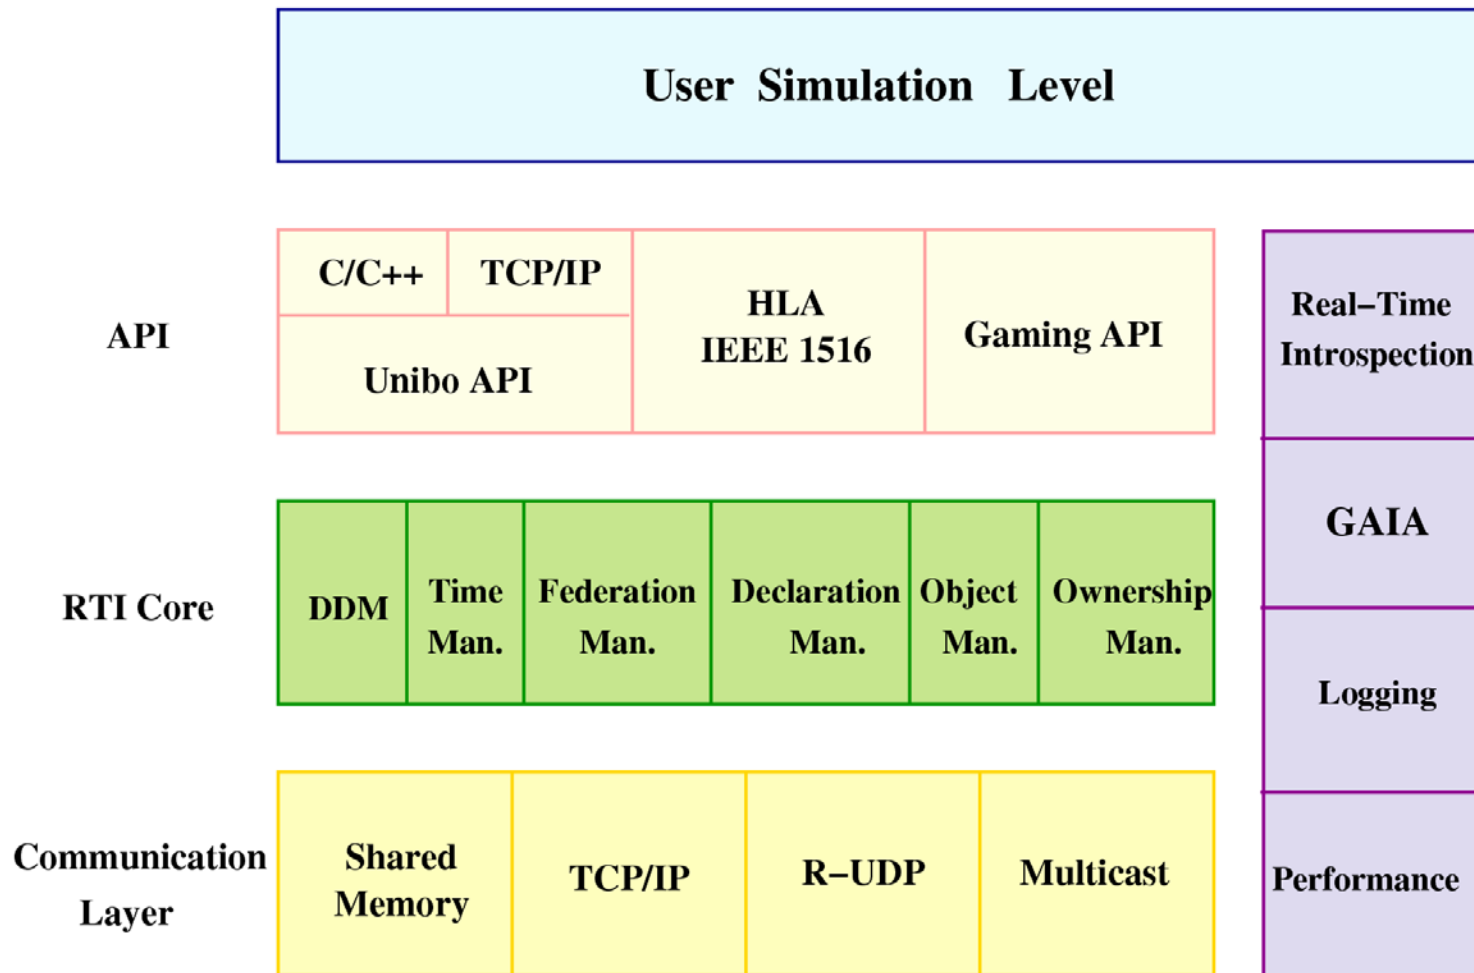 User Simulation Level
API
C/C++
TCP/IP
Unibo API
HLA
IEEE 1516
Gaming API
Real−Time
Introspection
RTI Core
DDM
Time
Man.
Federation
Man.
Declaration
Man.
Object
Man.
Ownership
Man.
GAIA
Logging
Communication
Layer
Shared
Memory
TCP/IP
R−UDP
Multicast
Performance